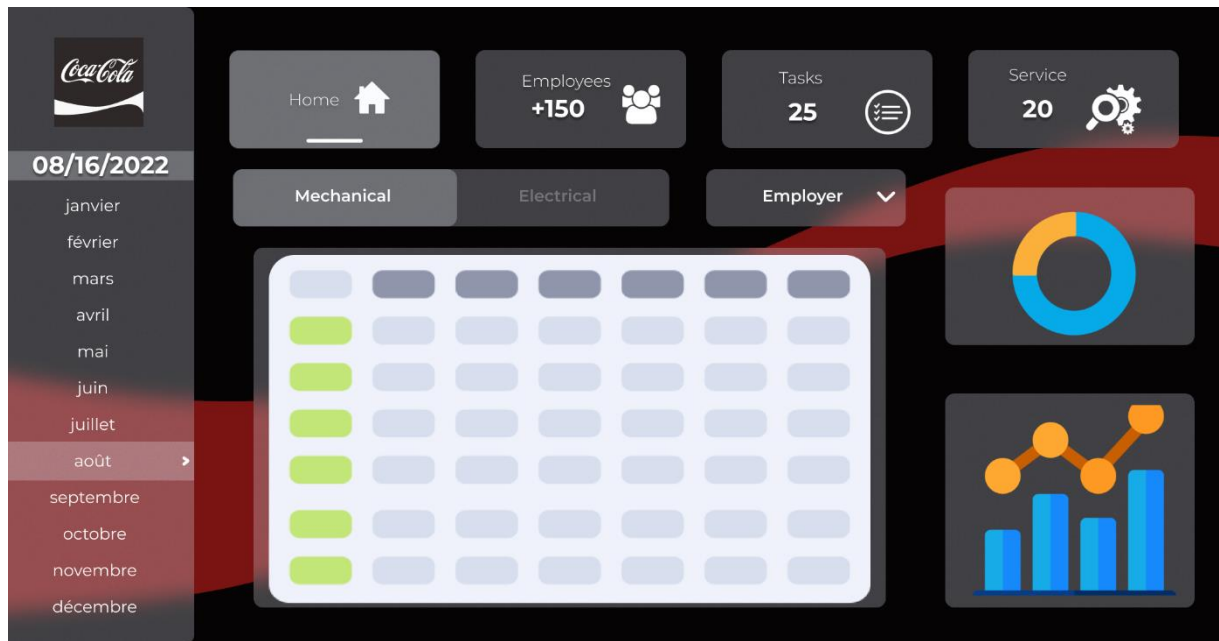 Coca-Cola
08/16/2022
janvier
février
mars
avril
mai
juin
juillet
août
septembre
octobre
novembre
décembre
Home
Employees
+150
Tasks
25
Service
20
Mechanical
Electrical
Employer